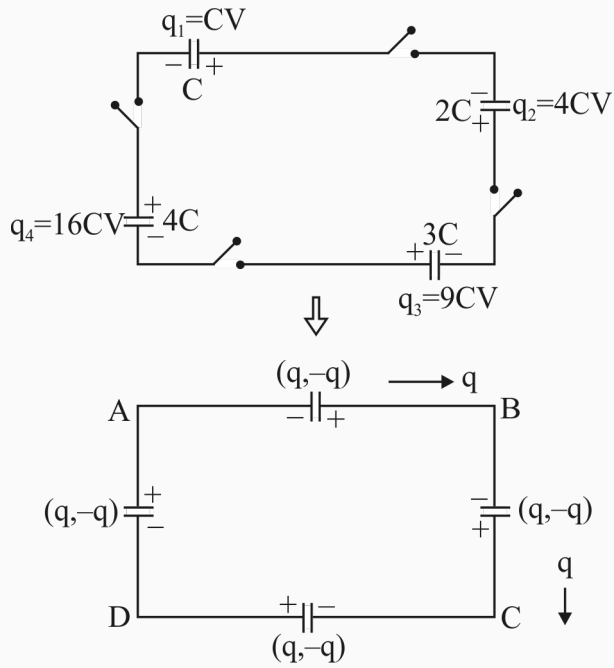 q₁=CV
− +
C
−
2C q₂=4CV
+
+
q₄=16CV 4C
−
3C
+ −
q₃=9CV
(q,–q) q
A B
− +
+ −
(q,–q) (q,–q)
− +
q
D + − C
(q,–q)